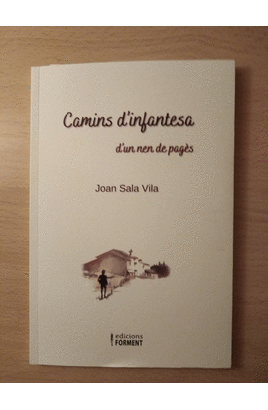 Camins d'infantesa
d'un nen de pagès
Joan Sala Vila
edicions
FORMENT